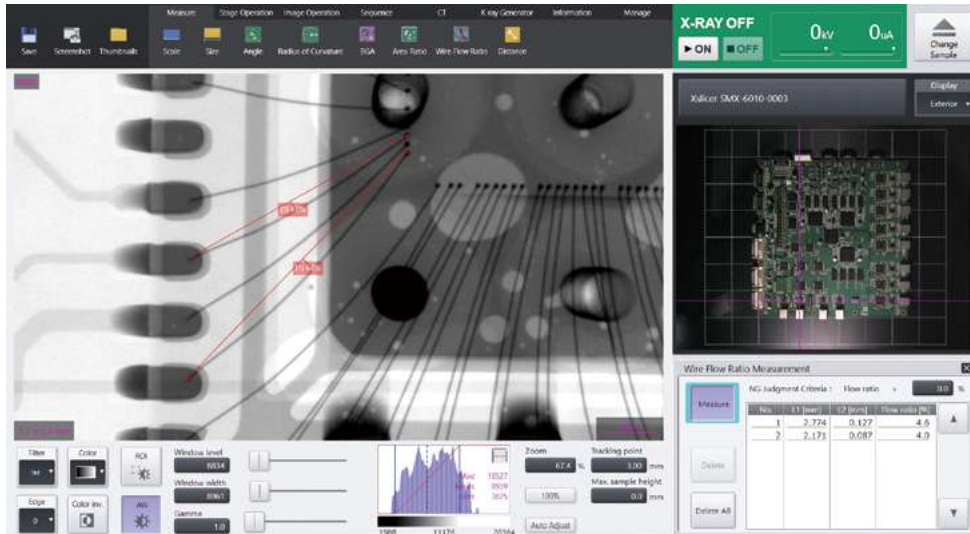 Measure Stage Operation Image Operation Sequence CT X-ray Generator Information Manage
Save Screenshot Thumbnails Scale Size Angle Radius of Curvature BGA Area Ratio Wire Flow Ratio Distance
X-RAY OFF
ON OFF
0kV 0uA
Change
Sample
Xslicer SMX-6010-0003
Display
Exterior
Wire Flow Ratio Measurement
Measure
NG Judgment Criteria : Flow ratio > 0.0 %
No. L1 [mm] L2 [mm] Flow ratio [%]
1 2.774 0.127 4.6
2 2.171 0.087 4.0
Delete
Delete All
Filter
Color
ROI
Edge
0
Color inv.
Window level
6834
Window width
8961
Gamma
1.0
Zoom
67.4 %
100%
Auto Adjust
Tracking point
3.00 mm
Max. sample height
0.0 mm